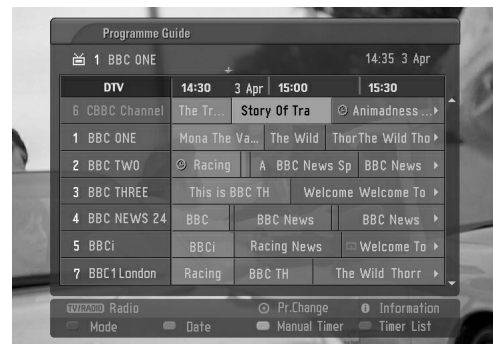 Programme Guide
1 BBC ONE 14:35 3 Apr
DTV 14:30 3 Apr 15:00 15:30
6 CBBC Channel The Tr... Story Of Tra Animadness ...
1 BBC ONE Mona The Va... The Wild ThorThe Wild Tho
2 BBC TWO Racing A BBC News Sp BBC News
3 BBC THREE This is BBC TH Welcome Welcome To
4 BBC NEWS 24 BBC BBC News BBC News
5 BBCi BBCi Racing News Welcome To
7 BBC1 London Racing BBC TH The Wild Thorr
TV/RADIO Radio Pr.Change Information
Mode Date Manual Timer Timer List